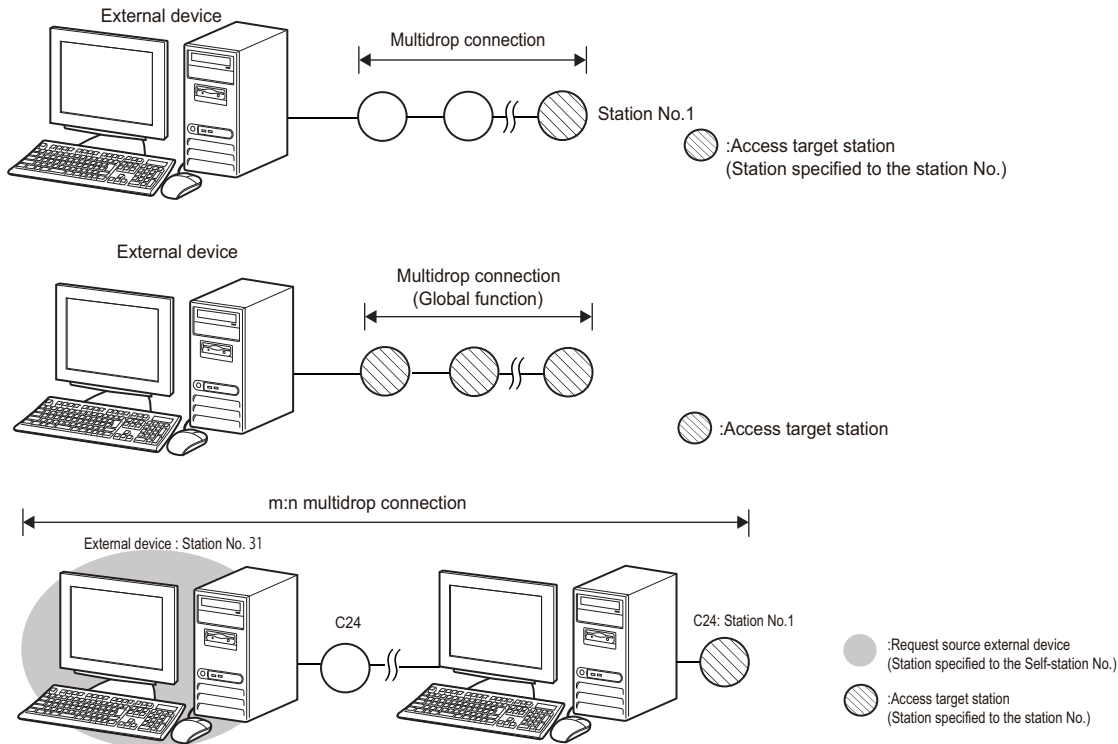 External device
Multidrop connection
Station No.1
:Access target station
(Station specified to the station No.)
External device
Multidrop connection
(Global function)
:Access target station
m:n multidrop connection
External device : Station No. 31
C24
C24: Station No.1
:Request source external device
(Station specified to the Self-station No.)
:Access target station
(Station specified to the station No.)